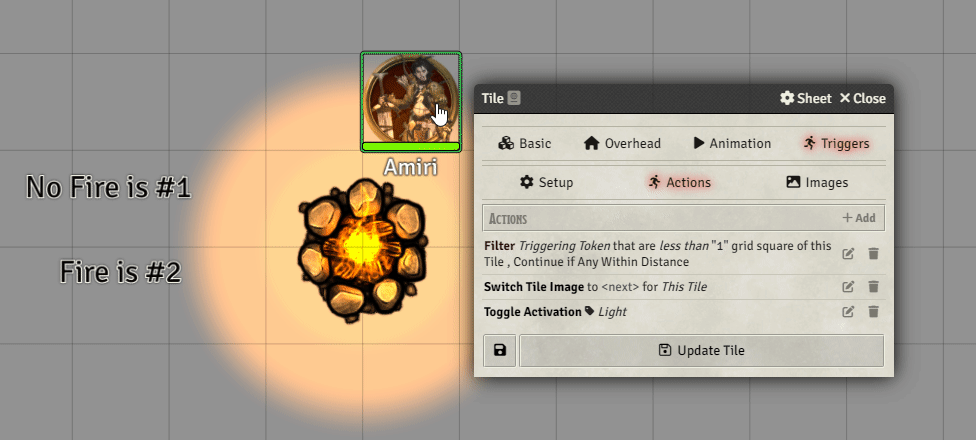 Amiri
No Fire is #1
Fire is #2
Tile
Sheet
Close
Basic
Overhead
Animation
Triggers
Setup
Actions
Images
Actions
+ Add
Filter Triggering Token that are less than "1" grid square of this
Tile , Continue if Any Within Distance
Switch Tile Image to <next> for This Tile
Toggle Activation Light
Update Tile